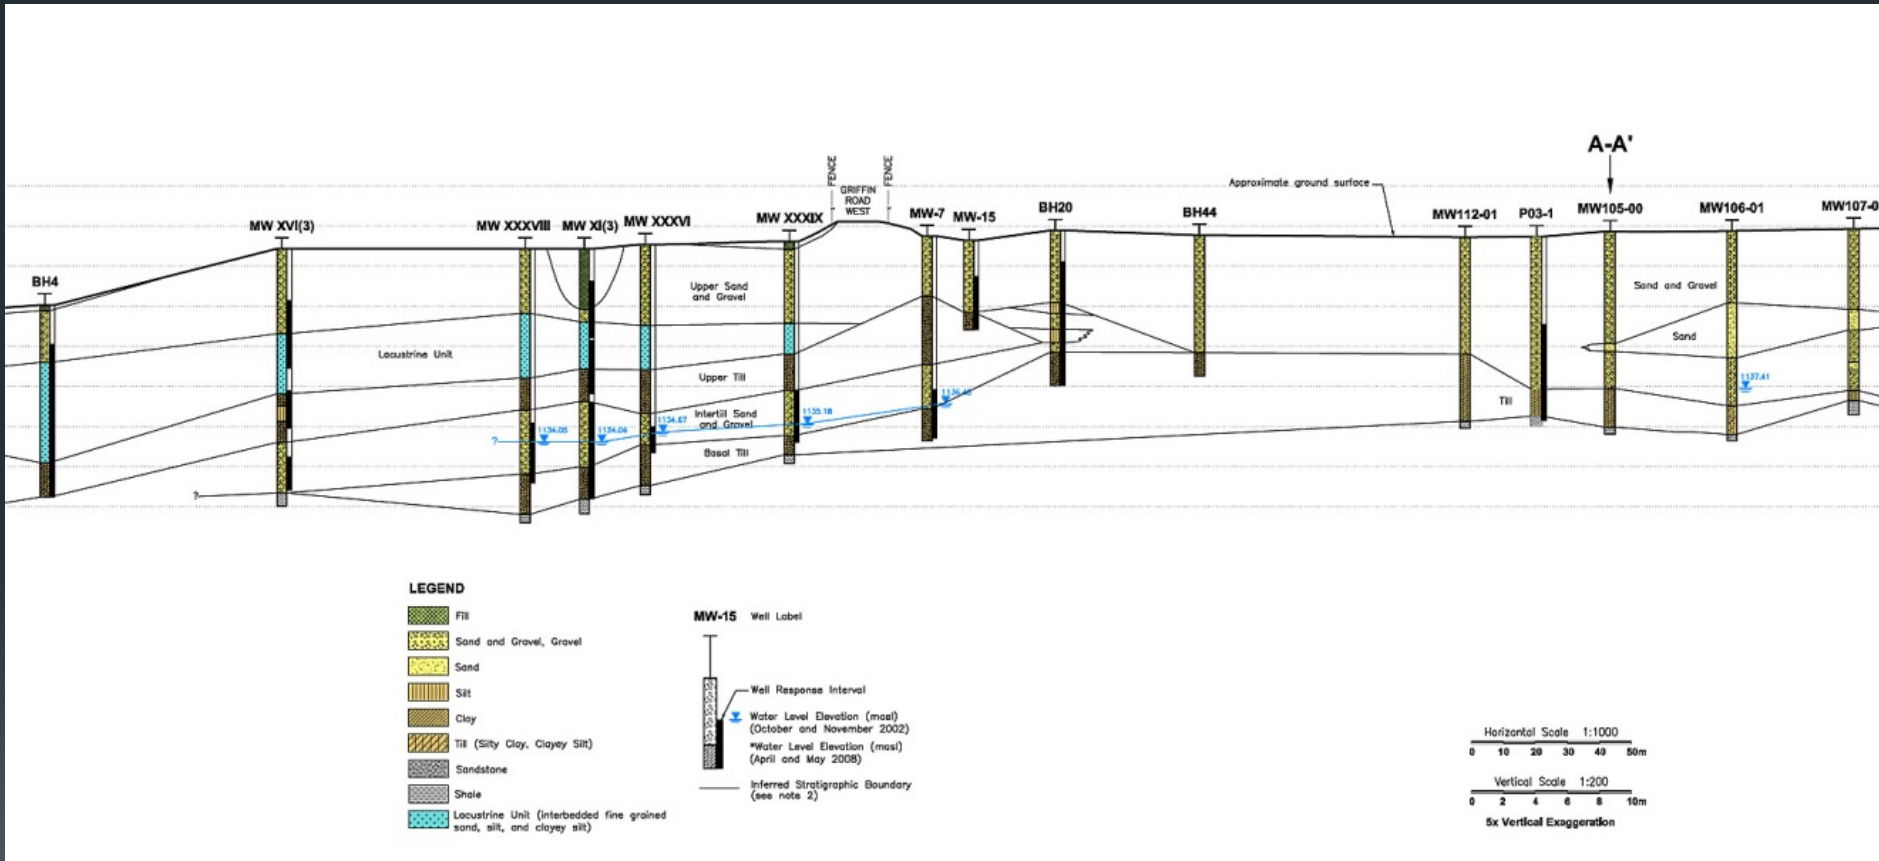 A-A'
FENCE
FENCE
GRIFFIN
ROAD
WEST
Approximate ground surface
BH4
MW XVI(3)
MW XXXVIII
MW XI(3)
MW XXXVI
MW XXXIX
MW-7
MW-15
BH20
BH44
MW112-01
P03-1
MW105-00
MW106-01
MW107-0
Upper Sand
and Gravel
Sand and Gravel
Lacustrine Unit
Sand
Upper Till
1137.41
Till
Intertill Sand
and Gravel
?
1134.05
1134.04
1134.67
1135.18
Basal Till
?
LEGEND
Fill
Sand and Gravel, Gravel
Sand
Silt
Clay
Till (Silty Clay, Clayey Silt)
Sandstone
Shale
Lacustrine Unit (interbedded fine grained
sand, silt, and clayey silt)
MW-15 Well Label
Well Response Interval
Water Level Elevation (masl)
(October and November 2002)
*Water Level Elevation (masl)
(April and May 2008)
Inferred Stratigraphic Boundary
(see note 2)
Horizontal Scale 1:1000
0 10 20 30 40 50m
Vertical Scale 1:200
0 2 4 6 8 10m
5x Vertical Exaggeration